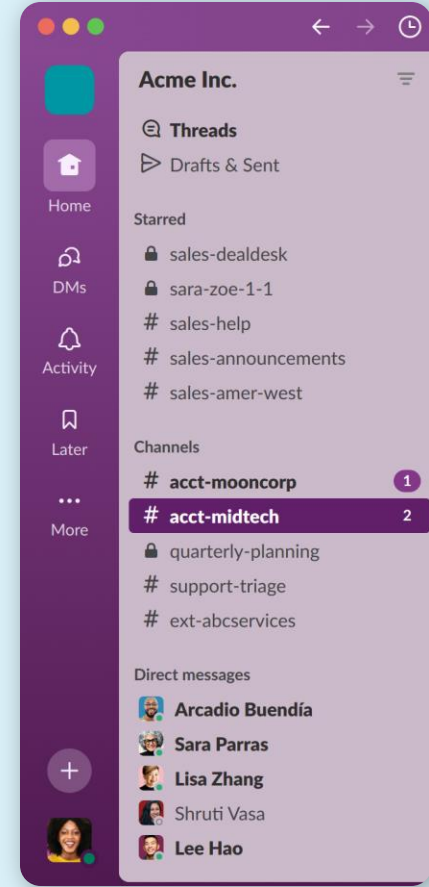 Acme Inc.
Threads
Drafts & Sent
Home
Starred
sales-dealdesk
DMs
sara-zoe-1-1
# sales-help
Activity
# sales-announcements
# sales-amer-west
Later
Channels
# acct-mooncorp 1
More
# acct-midtech 2
quarterly-planning
# support-triage
# ext-abcservices
Direct messages
Arcadio Buendía
Sara Parras
Lisa Zhang
Shruti Vasa
Lee Hao